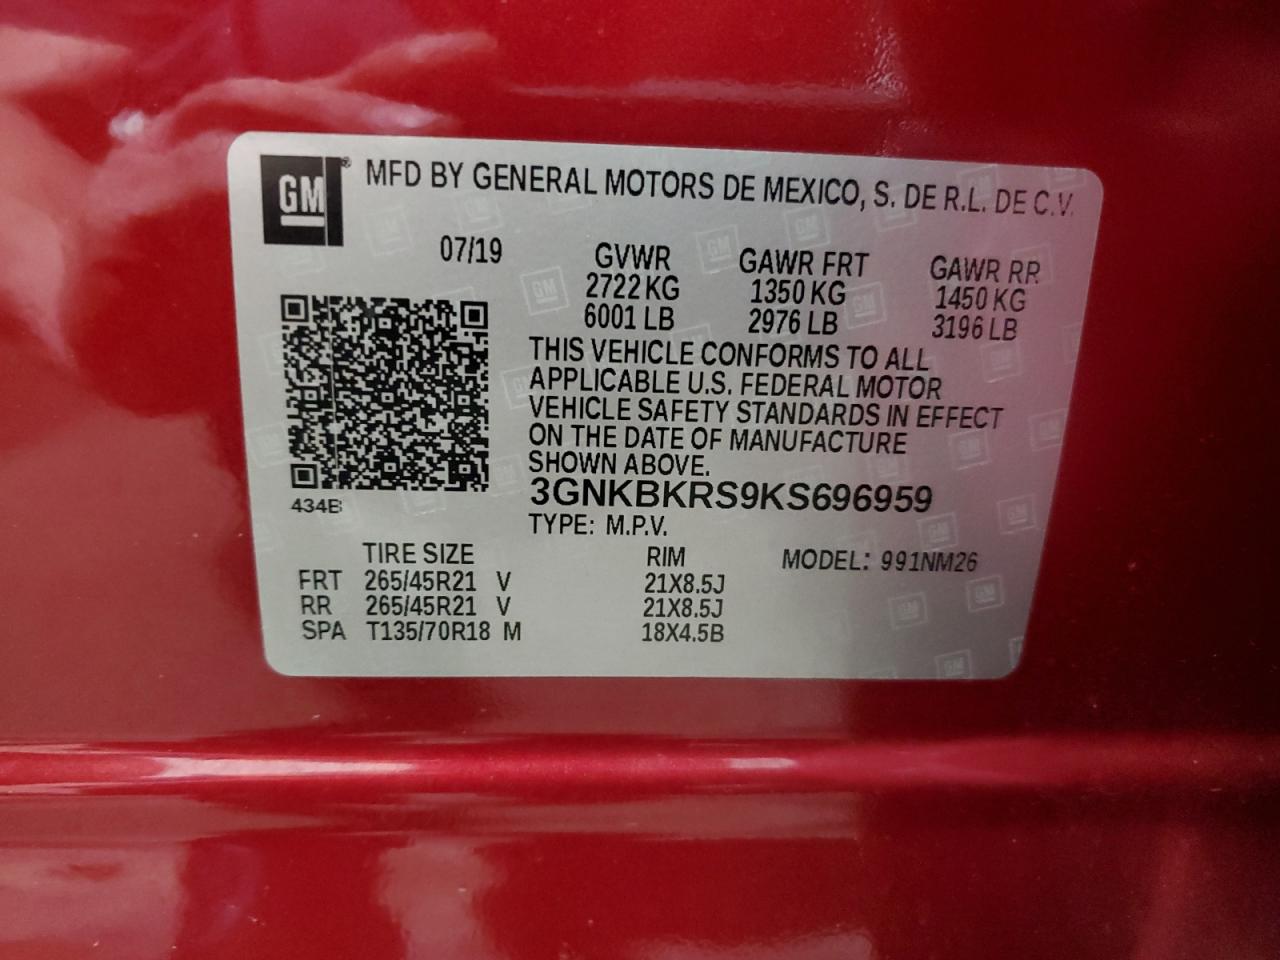 GM® MFD BY GENERAL MOTORS DE MEXICO, S. DE R.L. DE C.V.
07/19 GVWR GAWR FRT GAWR RR
2722 KG 1350 KG 1450 KG
6001 LB 2976 LB 3196 LB
THIS VEHICLE CONFORMS TO ALL
APPLICABLE U.S. FEDERAL MOTOR
VEHICLE SAFETY STANDARDS IN EFFECT
ON THE DATE OF MANUFACTURE
SHOWN ABOVE.
434B 3GNKBKRS9KS696959
TYPE: M.P.V.
TIRE SIZE RIM MODEL: 991NM26
FRT 265/45R21 V 21X8.5J
RR 265/45R21 V 21X8.5J
SPA T135/70R18 M 18X4.5B